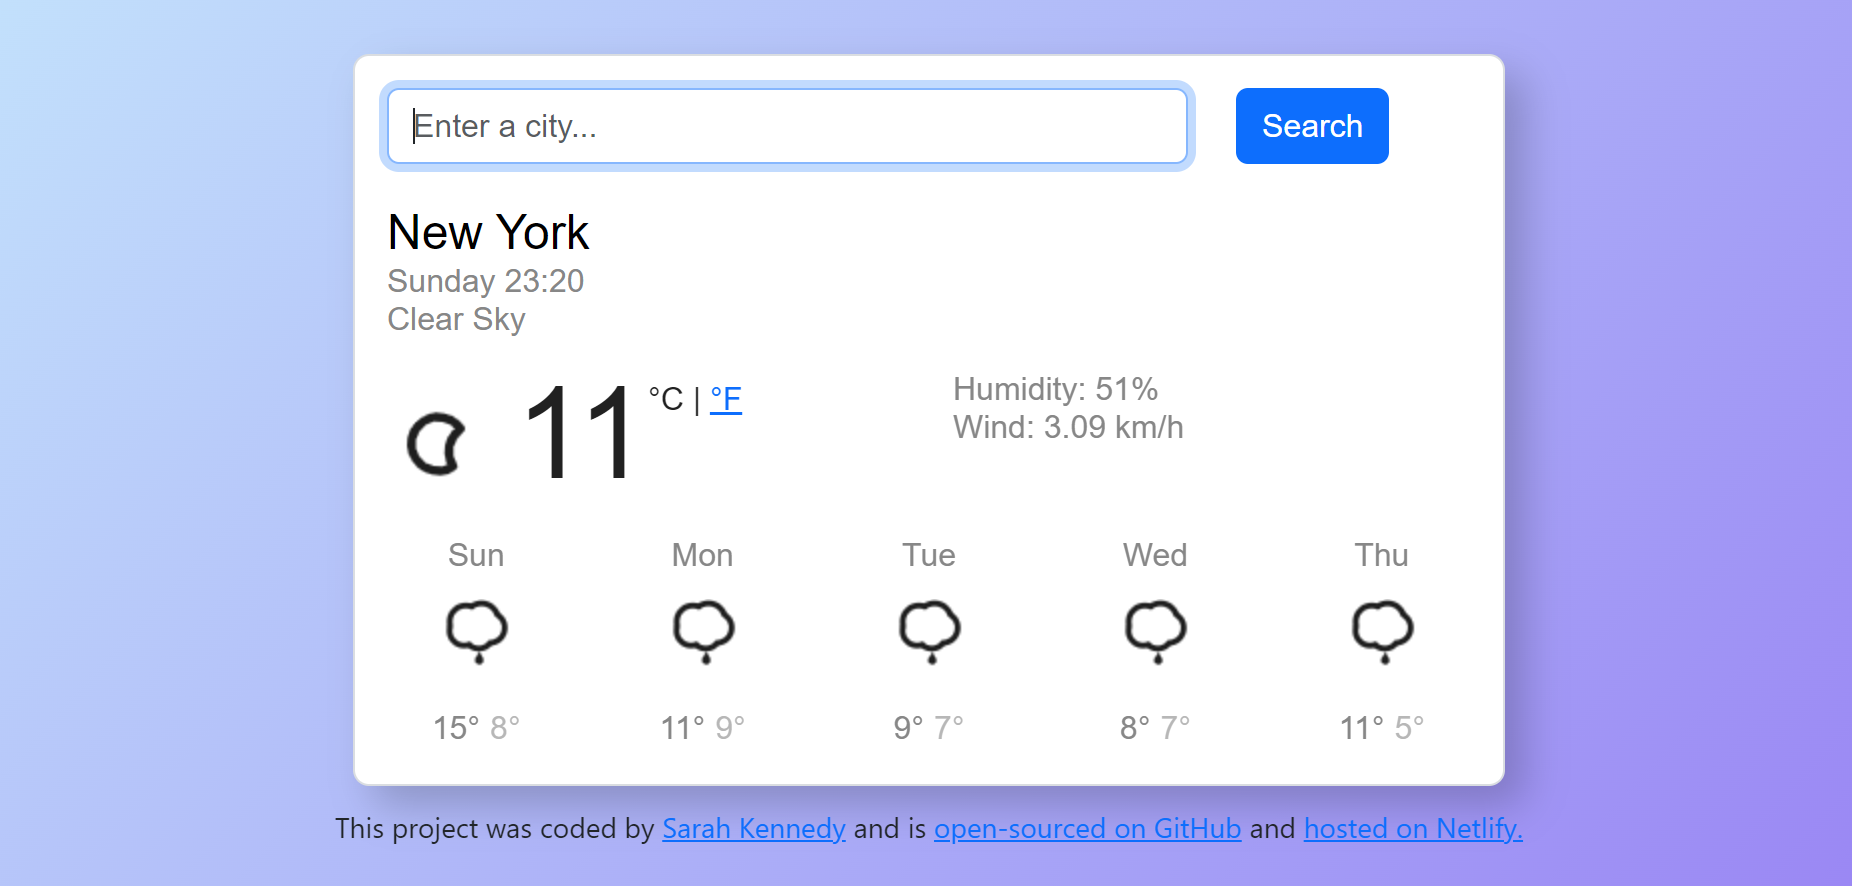 Enter a city...
Search
New York
Sunday 23:20
Clear Sky
11 °C | °F
Humidity: 51%
Wind: 3.09 km/h
Sun Mon Tue Wed Thu
15° 8° 11° 9° 9° 7° 8° 7° 11° 5°
This project was coded by Sarah Kennedy and is open-sourced on GitHub and hosted on Netlify.